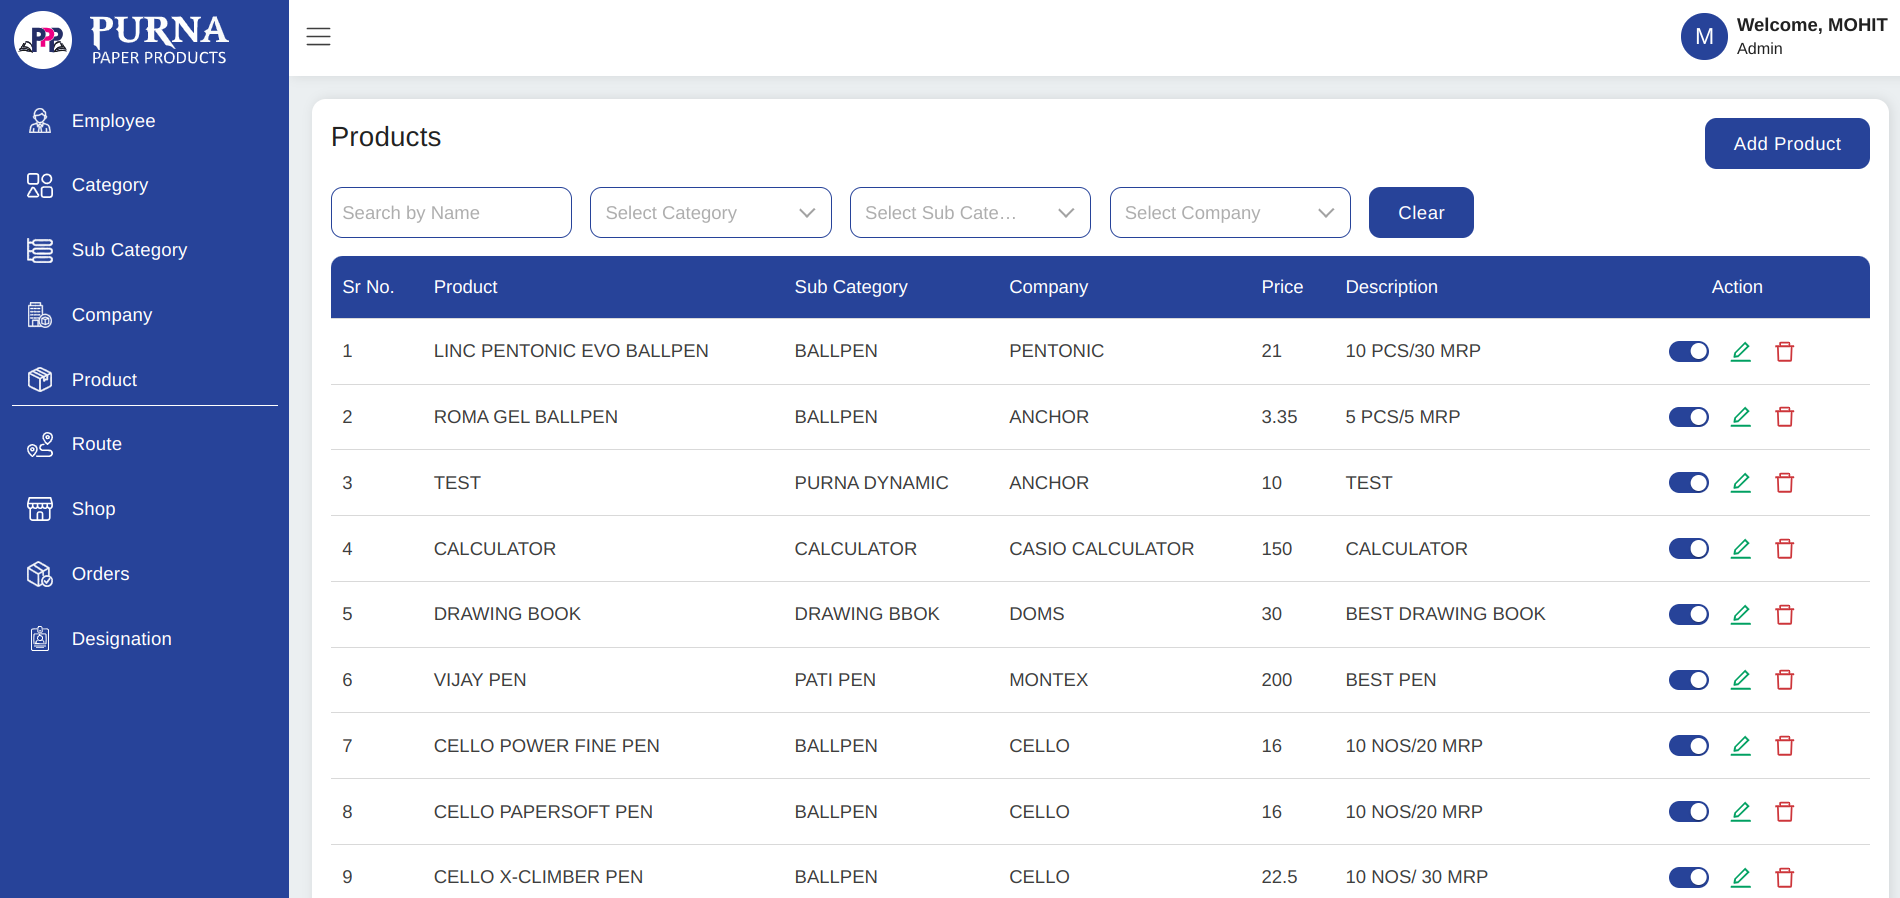 PPP
PURNA
PAPER PRODUCTS
Welcome, MOHIT
M
Admin
Employee
Category
Sub Category
Company
Product
Route
Shop
Orders
Designation
Products
Add Product
Search by Name Select Category Select Sub Cate... Select Company Clear
Sr No. Product Sub Category Company Price Description Action
1 LINC PENTONIC EVO BALLPEN BALLPEN PENTONIC 21 10 PCS/30 MRP
2 ROMA GEL BALLPEN BALLPEN ANCHOR 3.35 5 PCS/5 MRP
3 TEST PURNA DYNAMIC ANCHOR 10 TEST
4 CALCULATOR CALCULATOR CASIO CALCULATOR 150 CALCULATOR
5 DRAWING BOOK DRAWING BBOK DOMS 30 BEST DRAWING BOOK
6 VIJAY PEN PATI PEN MONTEX 200 BEST PEN
7 CELLO POWER FINE PEN BALLPEN CELLO 16 10 NOS/20 MRP
8 CELLO PAPERSOFT PEN BALLPEN CELLO 16 10 NOS/20 MRP
9 CELLO X-CLIMBER PEN BALLPEN CELLO 22.5 10 NOS/ 30 MRP